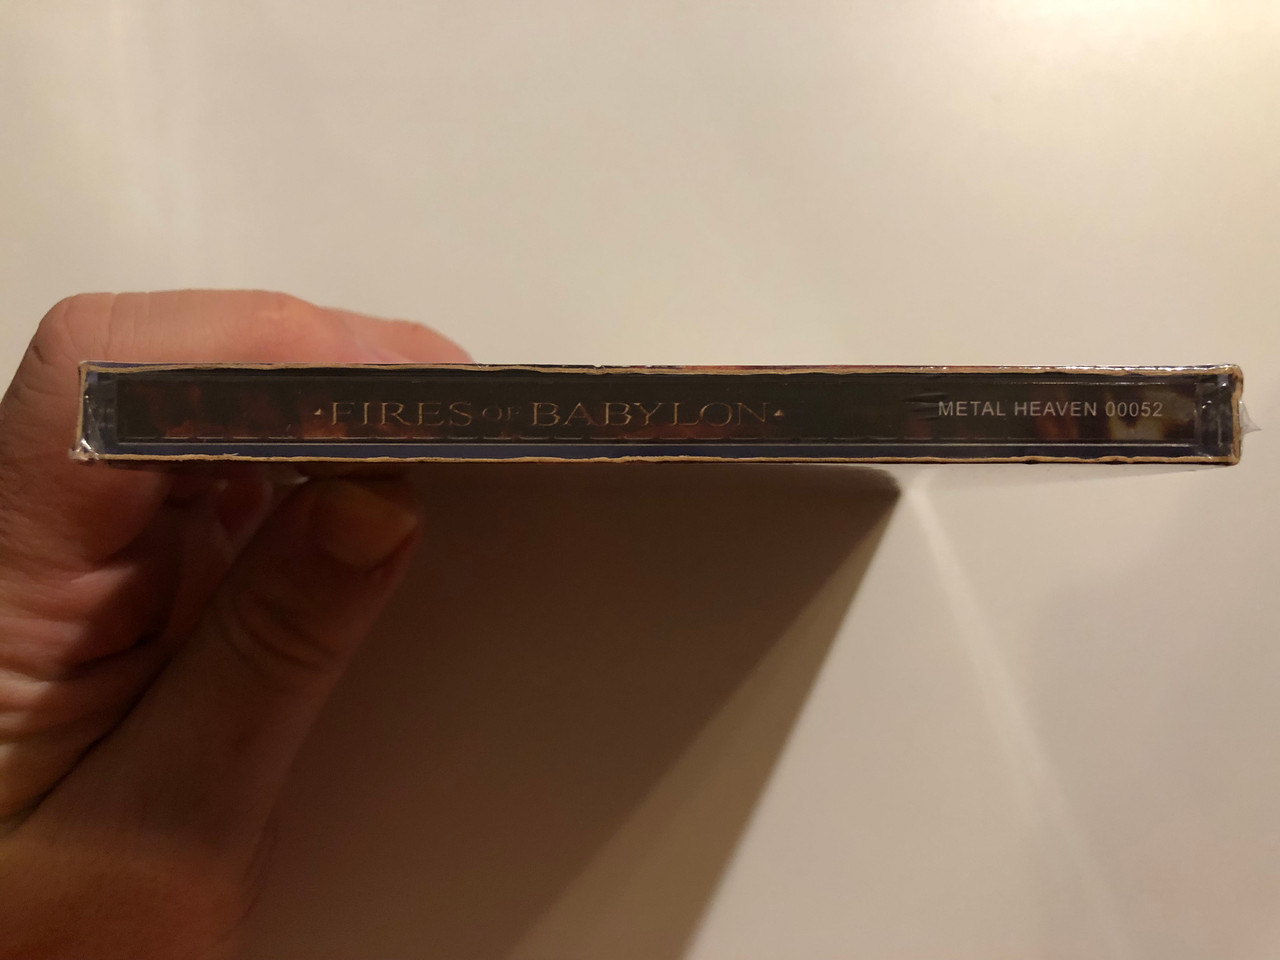 FIRES OF BABYLON
METAL HEAVEN 00052